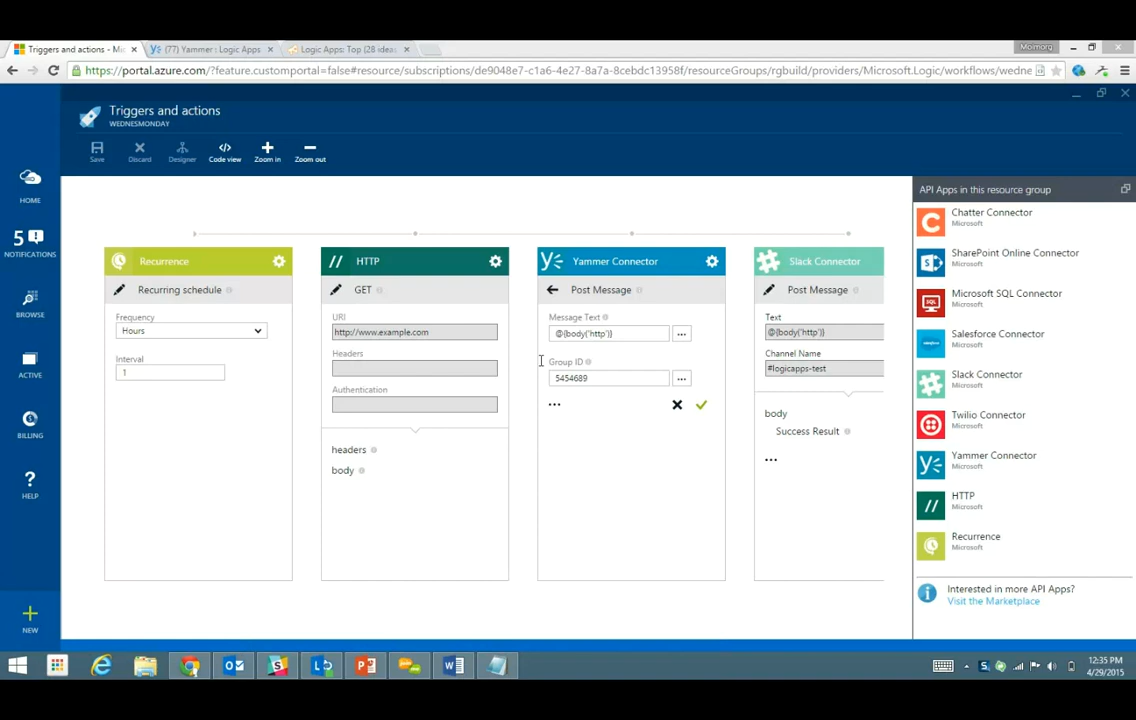 Triggers and actions - Mi
(77) Yammer : Logic Apps
Logic Apps: Top (28 idea
Moimorg
https://portal.azure.com/?feature.customportal=false#resource/subscriptions/de9048e7-c1a6-4e27-8a7a-8cebdc13958f/resourceGroups/rgbuild/providers/Microsoft.Logic/workflows/wedne
Triggers and actions
WEDNESMONDAY
Save
Discard
Designer
Code view
Zoom in
Zoom out
HOME
5
NOTIFICATIONS
BROWSE
ACTIVE
BILLING
HELP
NEW
Recurrence
Recurring schedule
Frequency
Hours
Interval
1
HTTP
GET
URI
http://www.example.com
Headers
Authentication
headers
body
Yammer Connector
Post Message
Message Text
@{body('http')}
...
Group ID
5454689
...
...
Slack Connector
Post Message
Text
@{body('http')}
Channel Name
#logicapps-test
body
Success Result
...
API Apps in this resource group
Chatter Connector
Microsoft
SharePoint Online Connector
Microsoft
Microsoft SQL Connector
Microsoft
Salesforce Connector
Microsoft
Slack Connector
Microsoft
Twilio Connector
Microsoft
Yammer Connector
Microsoft
HTTP
Microsoft
Recurrence
Microsoft
Interested in more API Apps?
Visit the Marketplace
12:35 PM
4/29/2015